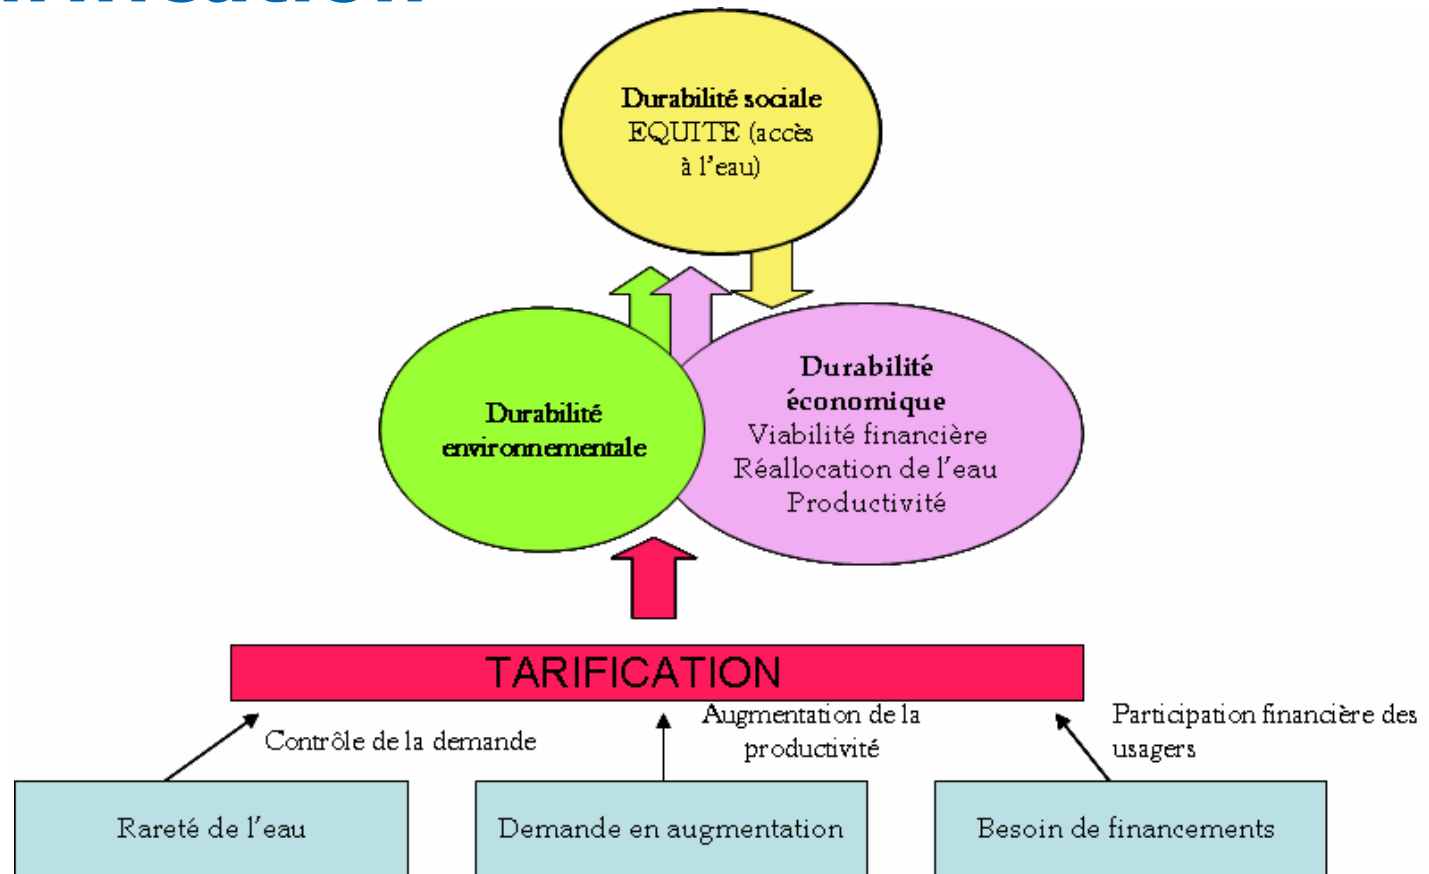 Durabilité sociale
EQUITE (accès
à l'eau)
Durabilité
environnementale
Durabilité
économique
Viabilité financière
Réallocation de l'eau
Productivité
TARIFICATION
Contrôle de la demande
Augmentation de la
productivité
Participation financière des
usagers
Rareté de l'eau
Demande en augmentation
Besoin de financements